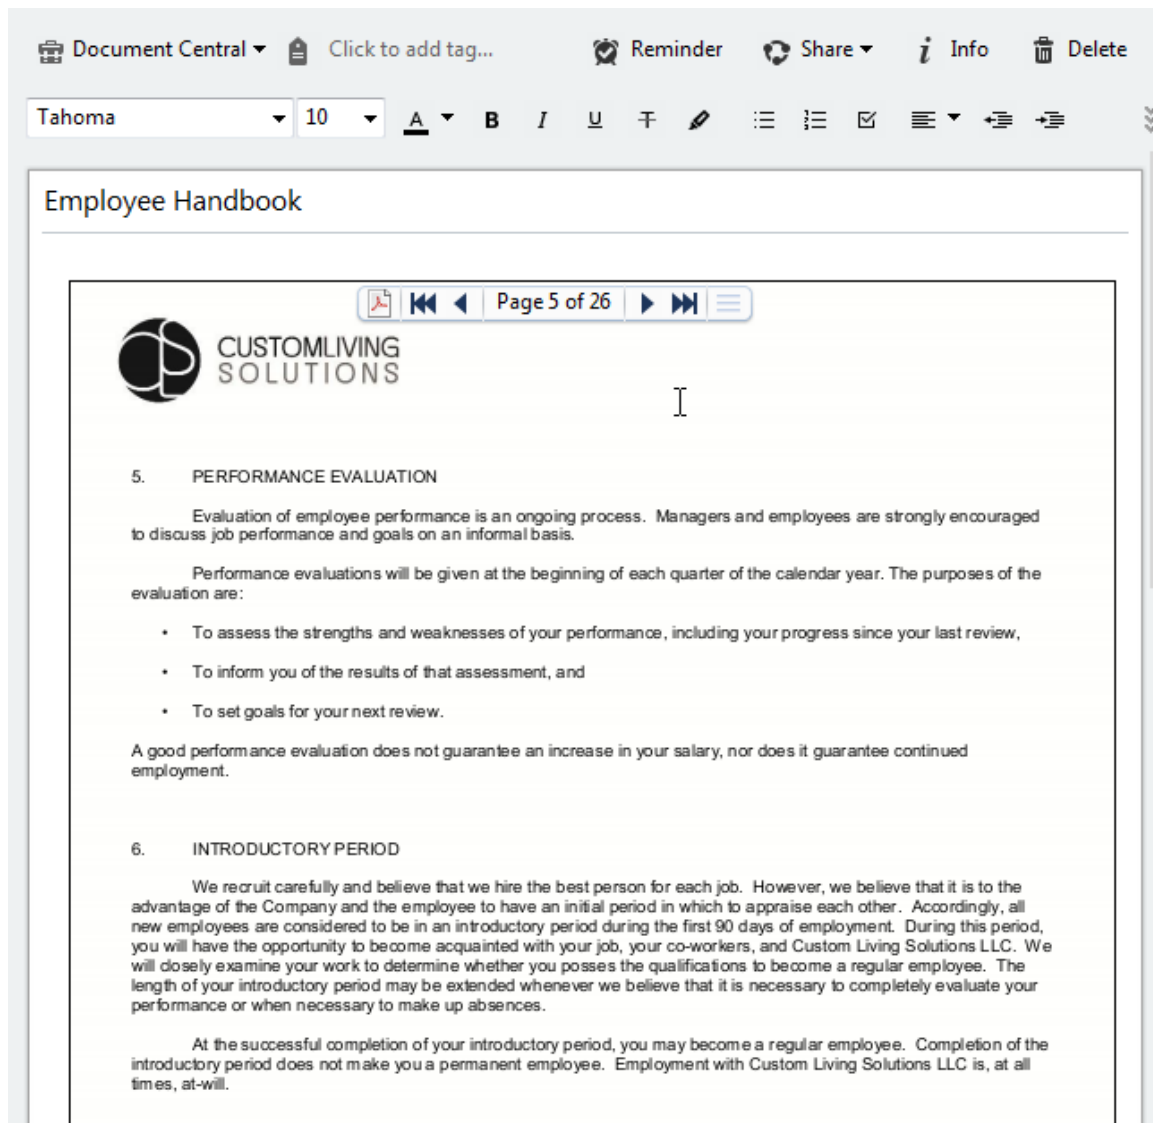 Document Central Click to add tag... Reminder Share Info Delete
Tahoma 10 A B I U T
Employee Handbook
Page 5 of 26
CUSTOMLIVING
SOLUTIONS
5. PERFORMANCE EVALUATION
Evaluation of employee performance is an ongoing process. Managers and employees are strongly encouraged
to discuss job performance and goals on an informal basis.
Performance evaluations will be given at the beginning of each quarter of the calendar year. The purposes of the
evaluation are:
• To assess the strengths and weaknesses of your performance, including your progress since your last review,
• To inform you of the results of that assessment, and
• To set goals for your next review.
A good performance evaluation does not guarantee an increase in your salary, nor does it guarantee continued
employment.
6. INTRODUCTORY PERIOD
We recruit carefully and believe that we hire the best person for each job. However, we believe that it is to the
advantage of the Company and the employee to have an initial period in which to appraise each other. Accordingly, all
new employees are considered to be in an introductory period during the first 90 days of employment. During this period,
you will have the opportunity to become acquainted with your job, your co-workers, and Custom Living Solutions LLC. We
will closely examine your work to determine whether you posses the qualifications to become a regular employee. The
length of your introductory period may be extended whenever we believe that it is necessary to completely evaluate your
performance or when necessary to make up absences.
At the successful completion of your introductory period, you may become a regular employee. Completion of the
introductory period does not make you a permanent employee. Employment with Custom Living Solutions LLC is, at all
times, at-will.